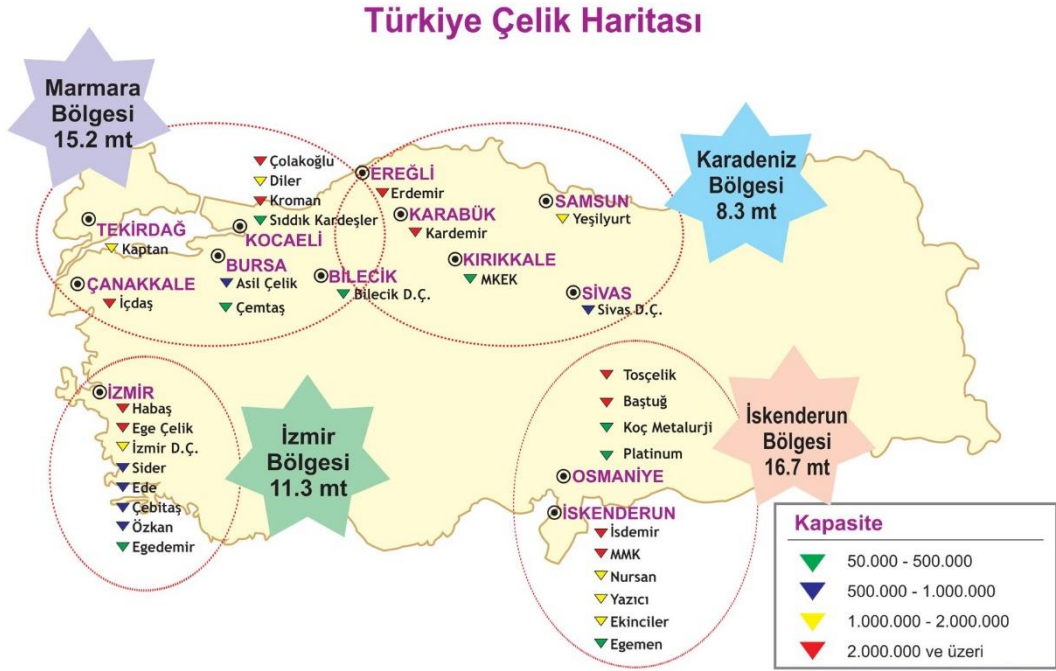 Türkiye Çelik Haritası
Marmara
Bölgesi
15.2 mt
Karadeniz
Bölgesi
8.3 mt
Çolakoğlu
Diler
Kroman
Sıddık Kardeşler
KOCAELİ
TEKİRDAĞ
Kaptan
BURSA
Asil Çelik
Çemtaş
ÇANAKKALE
İçdaş
BİLECİK
Bilecik D.Ç.
EREĞLİ
Erdemir
KARABÜK
Kardemir
SAMSUN
Yeşilyurt
KIRIKKALE
MKEK
SİVAS
Sivas D.Ç.
İZMİR
Habaş
Ege Çelik
İzmir D.Ç.
Sider
Ede
Çebitaş
Özkan
Egedemir
İzmir
Bölgesi
11.3 mt
Tosçelik
Baştuğ
Koç Metalurji
Platinum
OSMANİYE
İSKENDERUN
İsdemir
MMK
Nursan
Yazıcı
Ekinciler
Egemen
İskenderun
Bölgesi
16.7 mt
Kapasite
50.000 - 500.000
500.000 - 1.000.000
1.000.000 - 2.000.000
2.000.000 ve üzeri